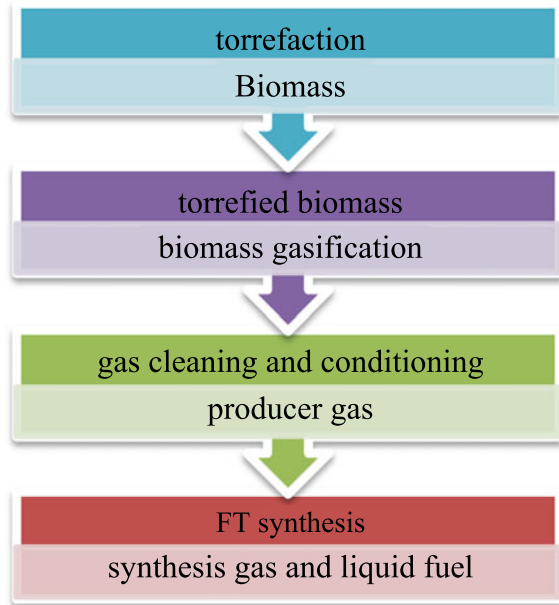 torrefaction
Biomass
torrefied biomass
biomass gasification
gas cleaning and conditioning
producer gas
FT synthesis
synthesis gas and liquid fuel